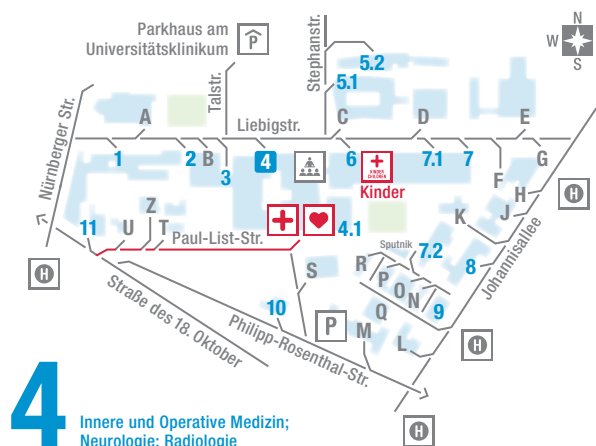 Parkhaus am
Universitätsklinikum
P
N
W
S
Stephanstr.
5.2
5.1
Talstr.
Nürnberger Str.
A
Liebigstr.
C
D
E
1
2
B
3
4
6
7.1
7
F
G
KINDER
CHILDREN
Kinder
H
J
K
H
Johannisallee
11
U
Z
T
Paul-List-Str.
4.1
Sputnik
7.2
8
R
P
O
N
9
S
Q
H
Straße des 18. Oktober
10
Philipp-Rosenthal-Str.
P
M
L
H
H
4
Innere und Operative Medizin;
Neurologie; Radiologie